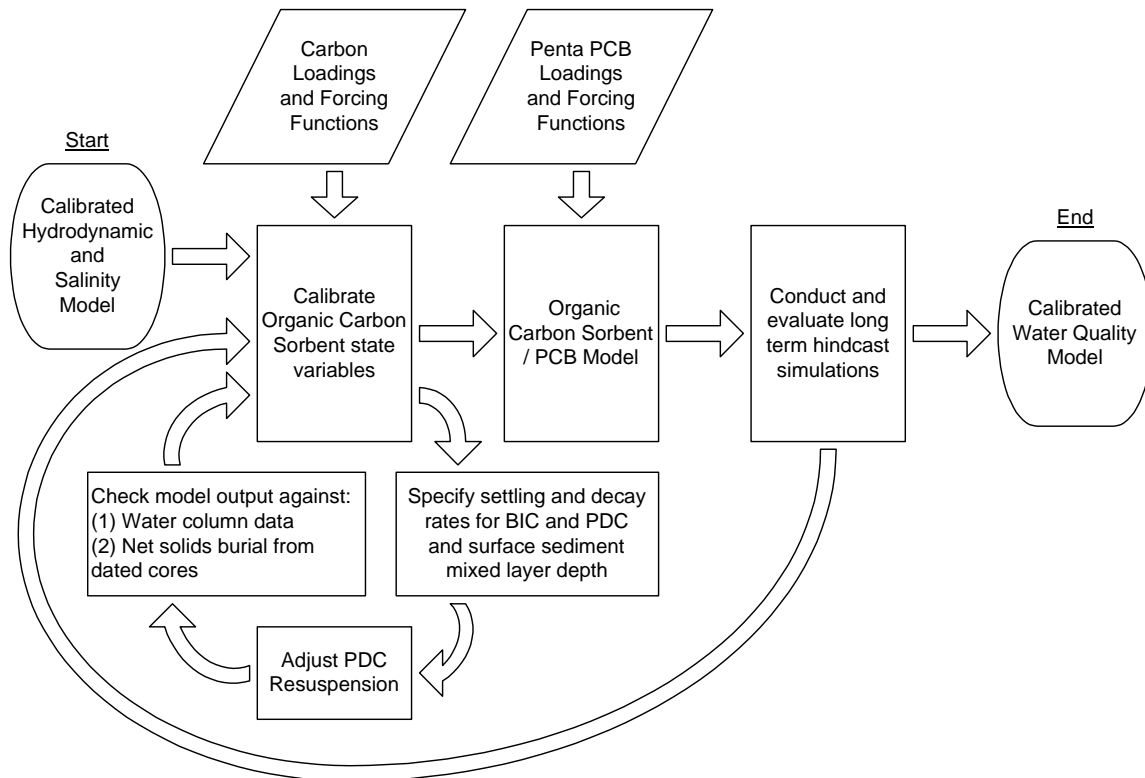 Carbon
Loadings
and Forcing
Functions
Penta PCB
Loadings
and Forcing
Functions
Start
Calibrated
Hydrodynamic
and
Salinity
Model
Calibrate
Organic Carbon
Sorbent state
variables
Organic
Carbon Sorbent
/ PCB Model
Conduct and
evaluate long
term hindcast
simulations
End
Calibrated
Water Quality
Model
Check model output against:
(1) Water column data
(2) Net solids burial from
dated cores
Specify settling and decay
rates for BIC and PDC
and surface sediment
mixed layer depth
Adjust PDC
Resuspension